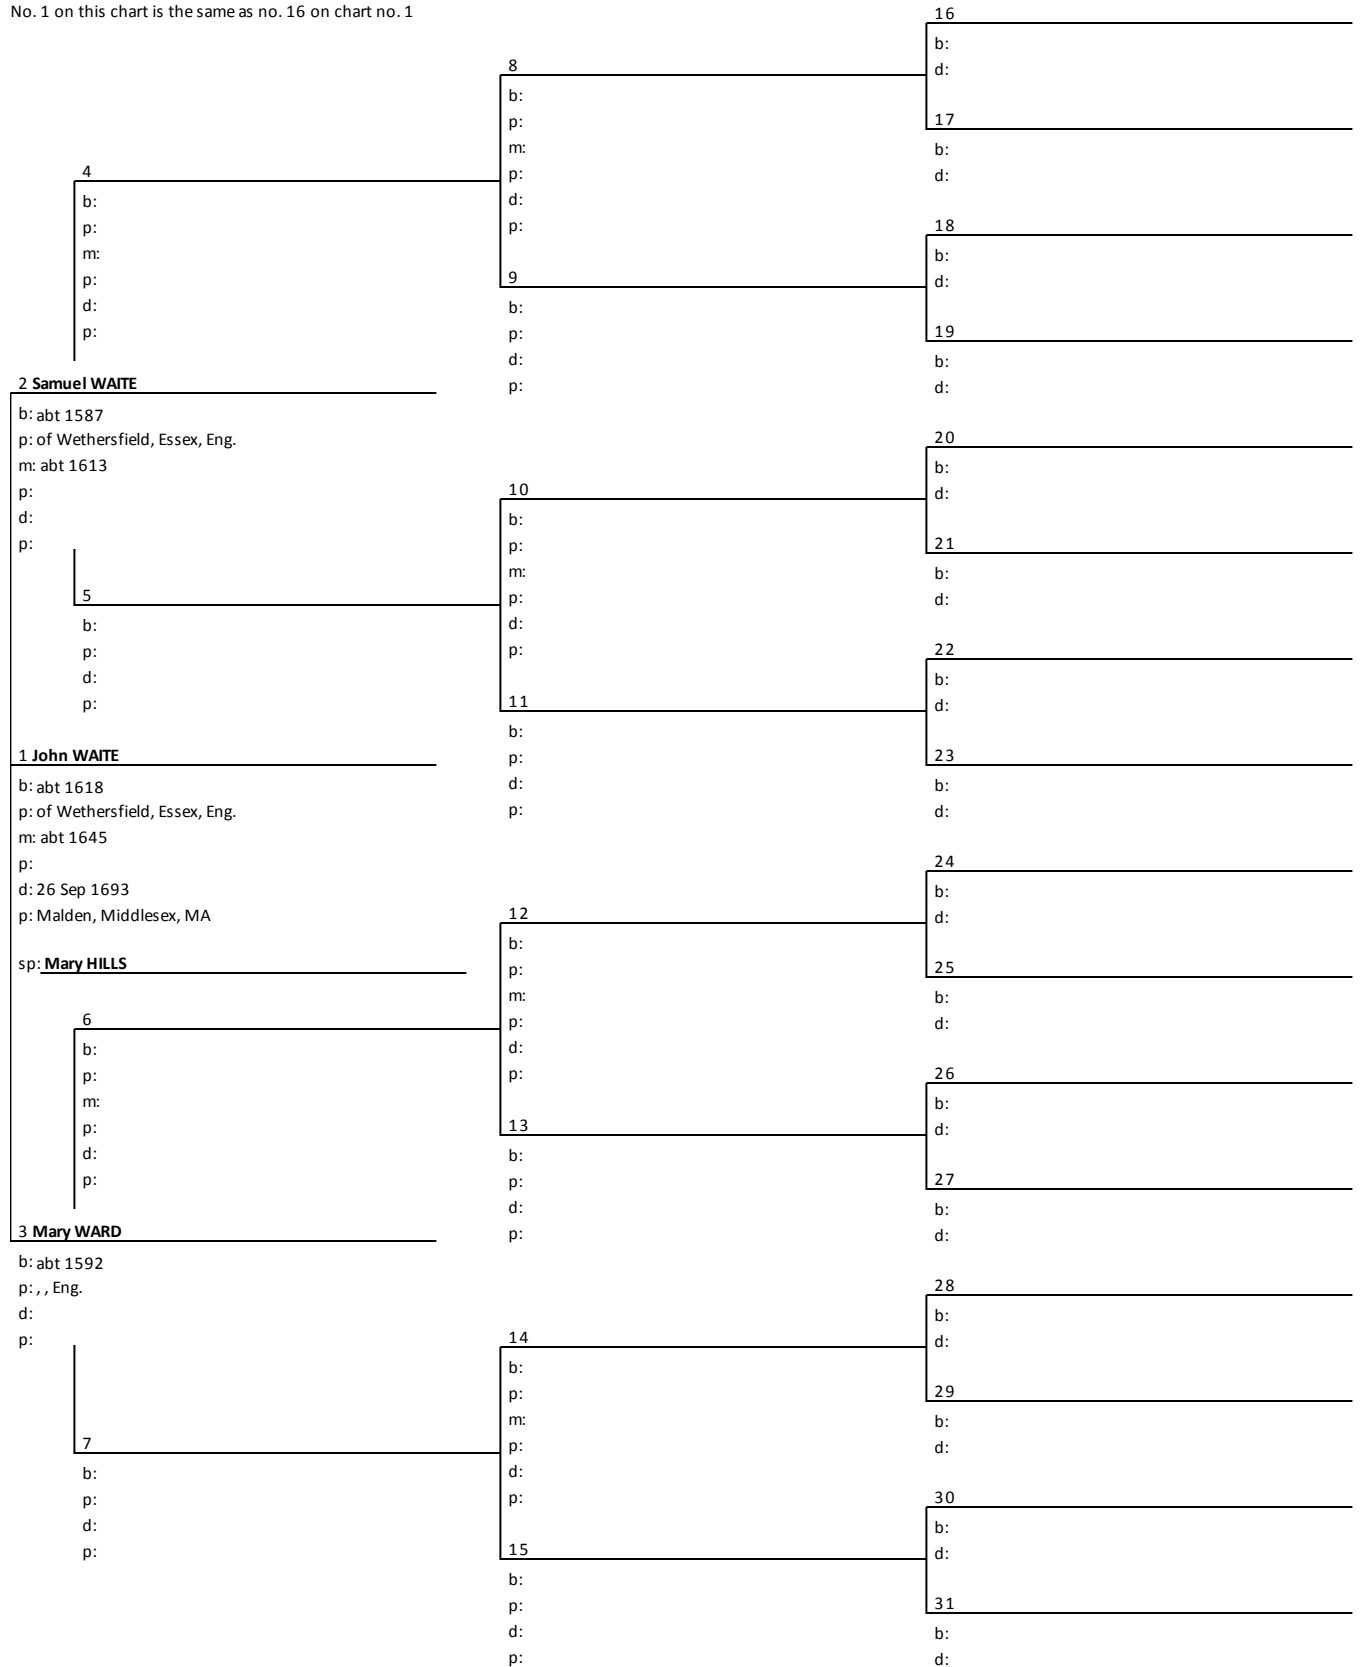 No. 1 on this chart is the same as no. 16 on chart no. 1
16
b:
d:
8
b:
p:
m:
p:
d:
p:
17
b:
d:
4
b:
p:
m:
p:
d:
p:
18
b:
d:
9
b:
p:
d:
p:
19
b:
d:
2 Samuel WAITE
b: abt 1587
p: of Wethersfield, Essex, Eng.
m: abt 1613
p:
d:
p:
20
b:
d:
10
b:
p:
m:
p:
d:
p:
21
b:
d:
5
b:
p:
d:
p:
22
b:
d:
11
b:
p:
d:
p:
23
b:
d:
1 John WAITE
b: abt 1618
p: of Wethersfield, Essex, Eng.
m: abt 1645
p:
d: 26 Sep 1693
p: Malden, Middlesex, MA
sp: Mary HILLS
24
b:
d:
12
b:
p:
m:
p:
d:
p:
25
b:
d:
6
b:
p:
m:
p:
d:
p:
26
b:
d:
13
b:
p:
d:
p:
27
b:
d:
3 Mary WARD
b: abt 1592
p: , , Eng.
d:
p:
28
b:
d:
14
b:
p:
m:
p:
d:
p:
29
b:
d:
7
b:
p:
d:
p:
30
b:
d:
15
b:
p:
d:
p:
31
b:
d: